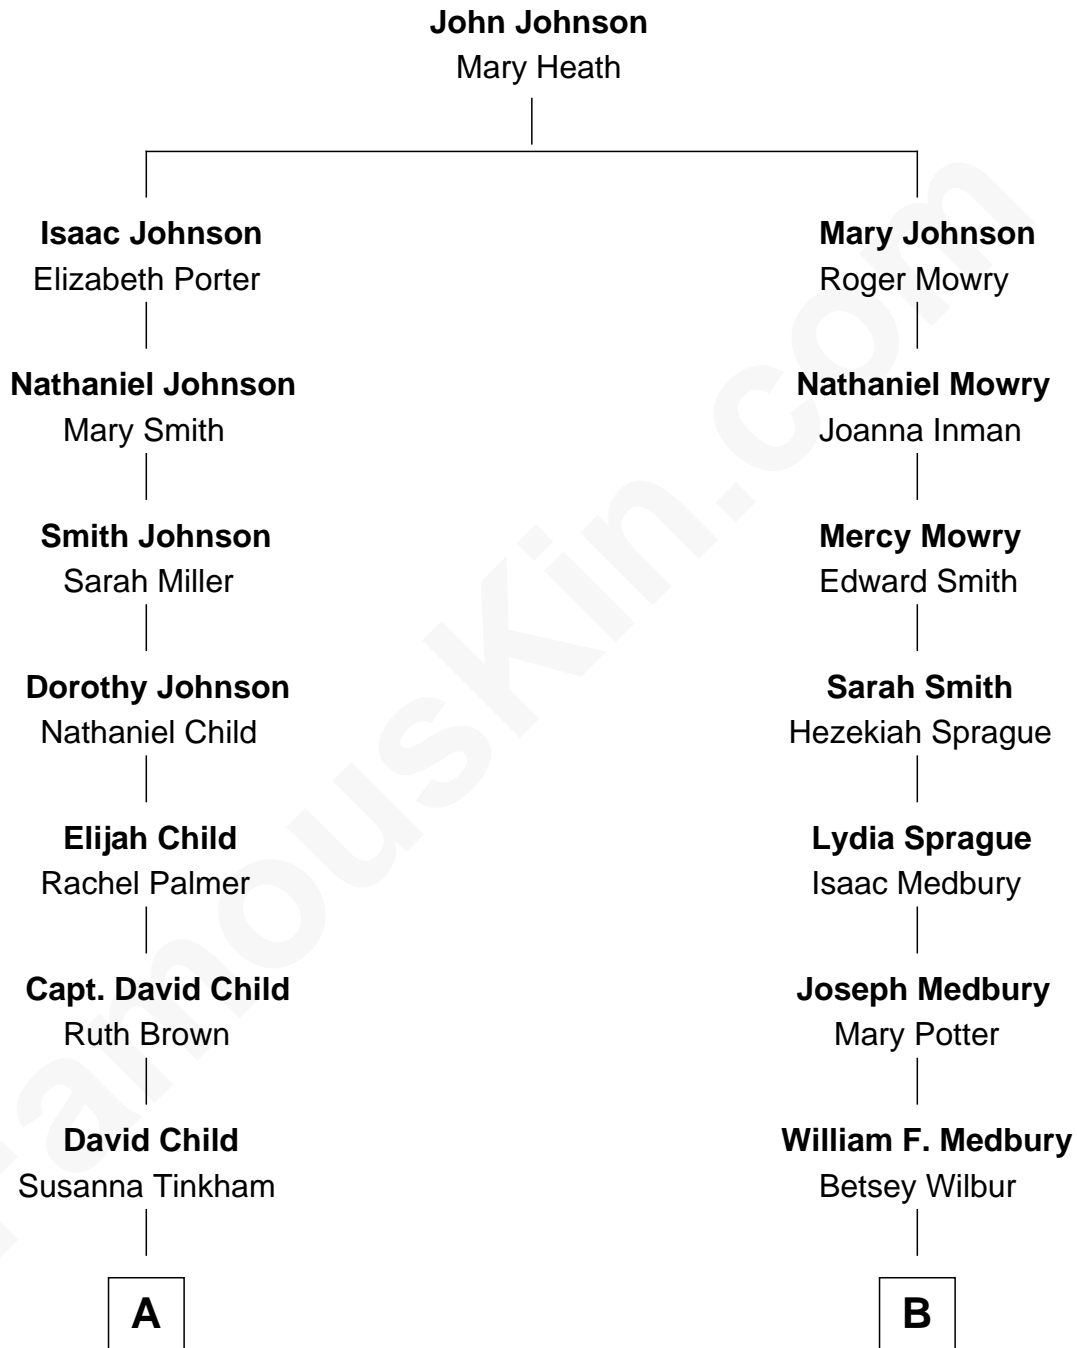 John Johnson
Mary Heath
Isaac Johnson
Elizabeth Porter
Mary Johnson
Roger Mowry
Nathaniel Johnson
Mary Smith
Nathaniel Mowry
Joanna Inman
Smith Johnson
Sarah Miller
Mercy Mowry
Edward Smith
Dorothy Johnson
Nathaniel Child
Sarah Smith
Hezekiah Sprague
Elijah Child
Rachel Palmer
Lydia Sprague
Isaac Medbury
Capt. David Child
Ruth Brown
Joseph Medbury
Mary Potter
David Child
Susanna Tinkham
William F. Medbury
Betsey Wilbur
A
B
FamousKin.com